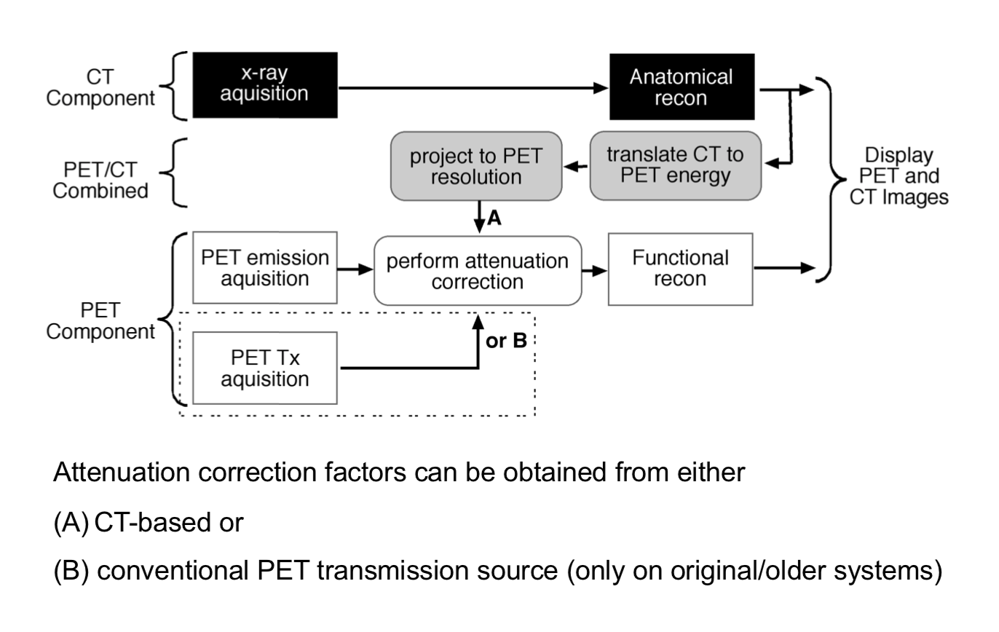 CT
Component
x-ray
aquisition
Anatomical
recon
PET/CT
Combined
project to PET
resolution
translate CT to
PET energy
Display
PET and
CT Images
A
PET
Component
PET emission
aquisition
perform attenuation
correction
Functional
recon
PET Tx
aquisition
or B
Attenuation correction factors can be obtained from either
(A) CT-based or
(B) conventional PET transmission source (only on original/older systems)